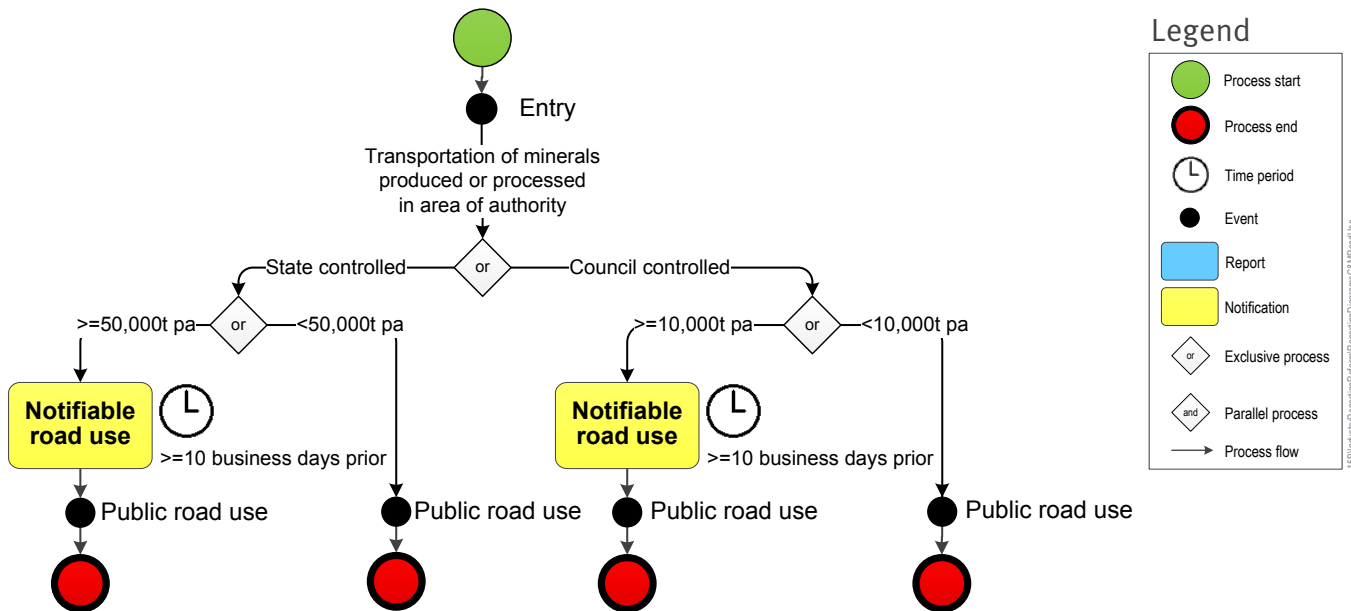 Entry
Transportation of minerals
produced or processed
in area of authority
or
State controlled
Council controlled
or
>=50,000t pa
<50,000t pa
or
>=10,000t pa
<10,000t pa
Notifiable
road use
>=10 business days prior
Notifiable
road use
>=10 business days prior
Public road use
Public road use
Public road use
Public road use
Legend
Process start
Process end
Time period
Event
Report
Notification
or
Exclusive process
and
Parallel process
Process flow